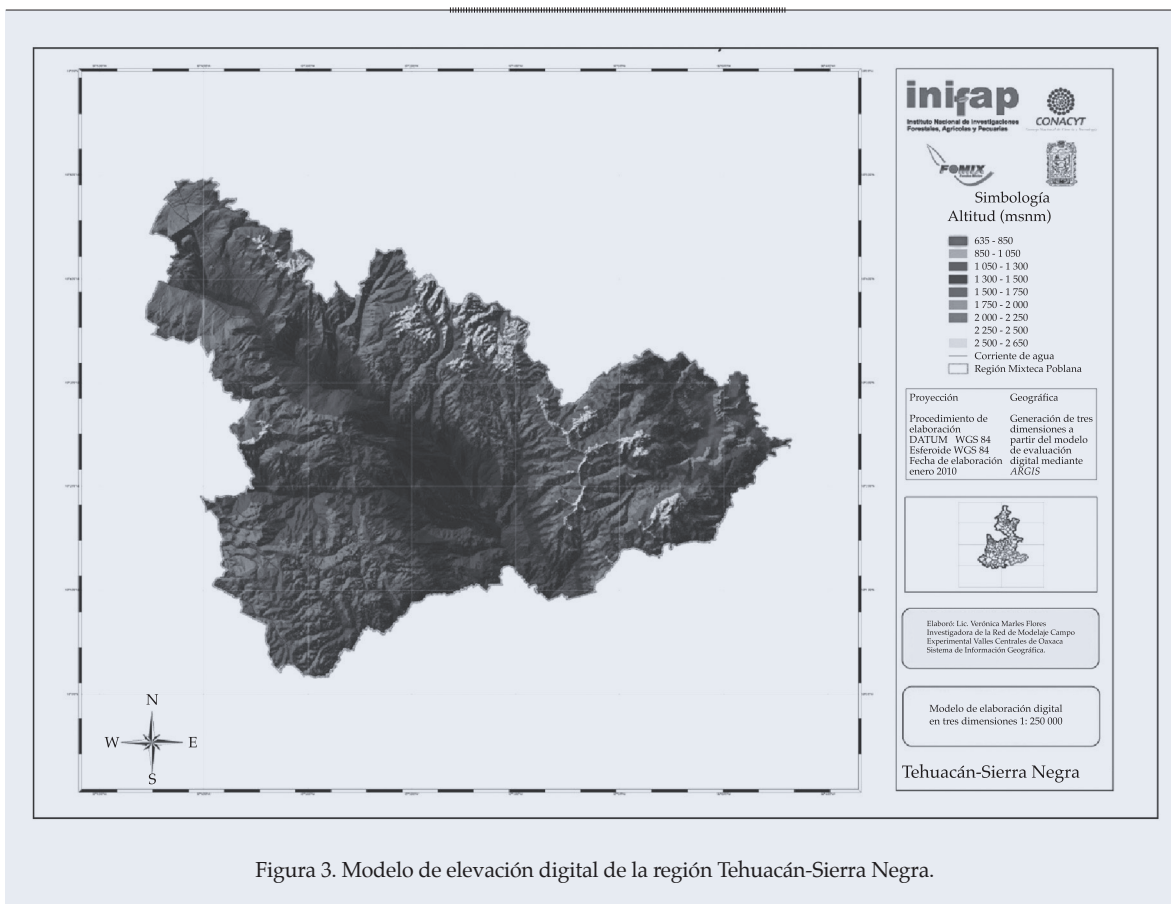 inifap
Instituto Nacional de Investigaciones
Forestales, Agrícolas y Pecuarias
CONACYT
FOMIX
Simbología
Altitud (msnm)
635 - 850
850 - 1 050
1 050 - 1 300
1 300 - 1 500
1 500 - 1 750
1 750 - 2 000
2 000 - 2 250
2 250 - 2 500
2 500 - 2 650
Corriente de agua
Región Mixteca Poblana
Proyección
Procedimiento de
elaboración
DATUM WGS 84
Esferoide WGS 84
Fecha de elaboración
enero 2010
Geográfica
Generación de tres
dimensiones a
partir del modelo
de evaluación
digital mediante
ARGIS
Elaboró: Lic. Verónica Marles Flores
Investigadora de la Red de Modelaje Campo
Experimental Valles Centrales de Oaxaca
Sistema de Información Geográfica.
Modelo de elaboración digital
en tres dimensiones 1: 250 000
Tehuacán-Sierra Negra
N
W E
S
Figura 3. Modelo de elevación digital de la región Tehuacán-Sierra Negra.